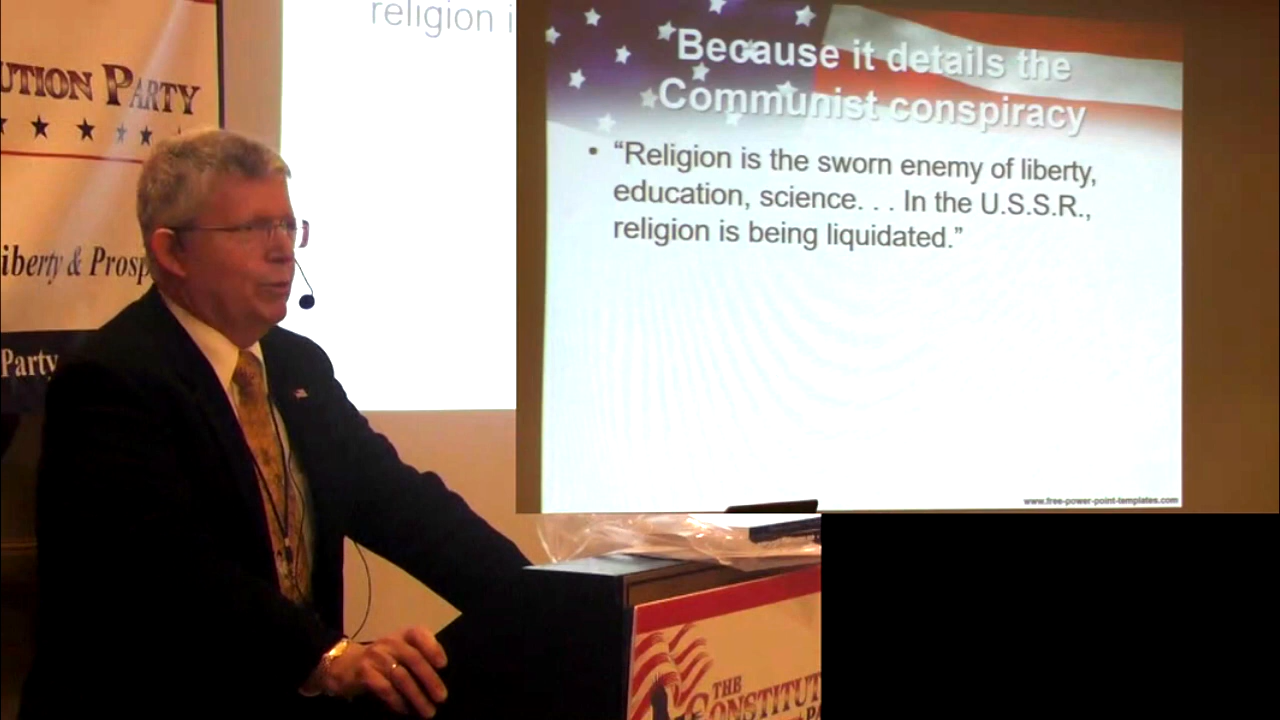 UTION PARTY
iberty & Prosp
Party
religion i
"Because it details the
Communist conspiracy
• “Religion is the sworn enemy of liberty,
education, science. . . In the U.S.S.R.,
religion is being liquidated.”
www.free-power-point-templates.com
THE
CONSTITUT
PA